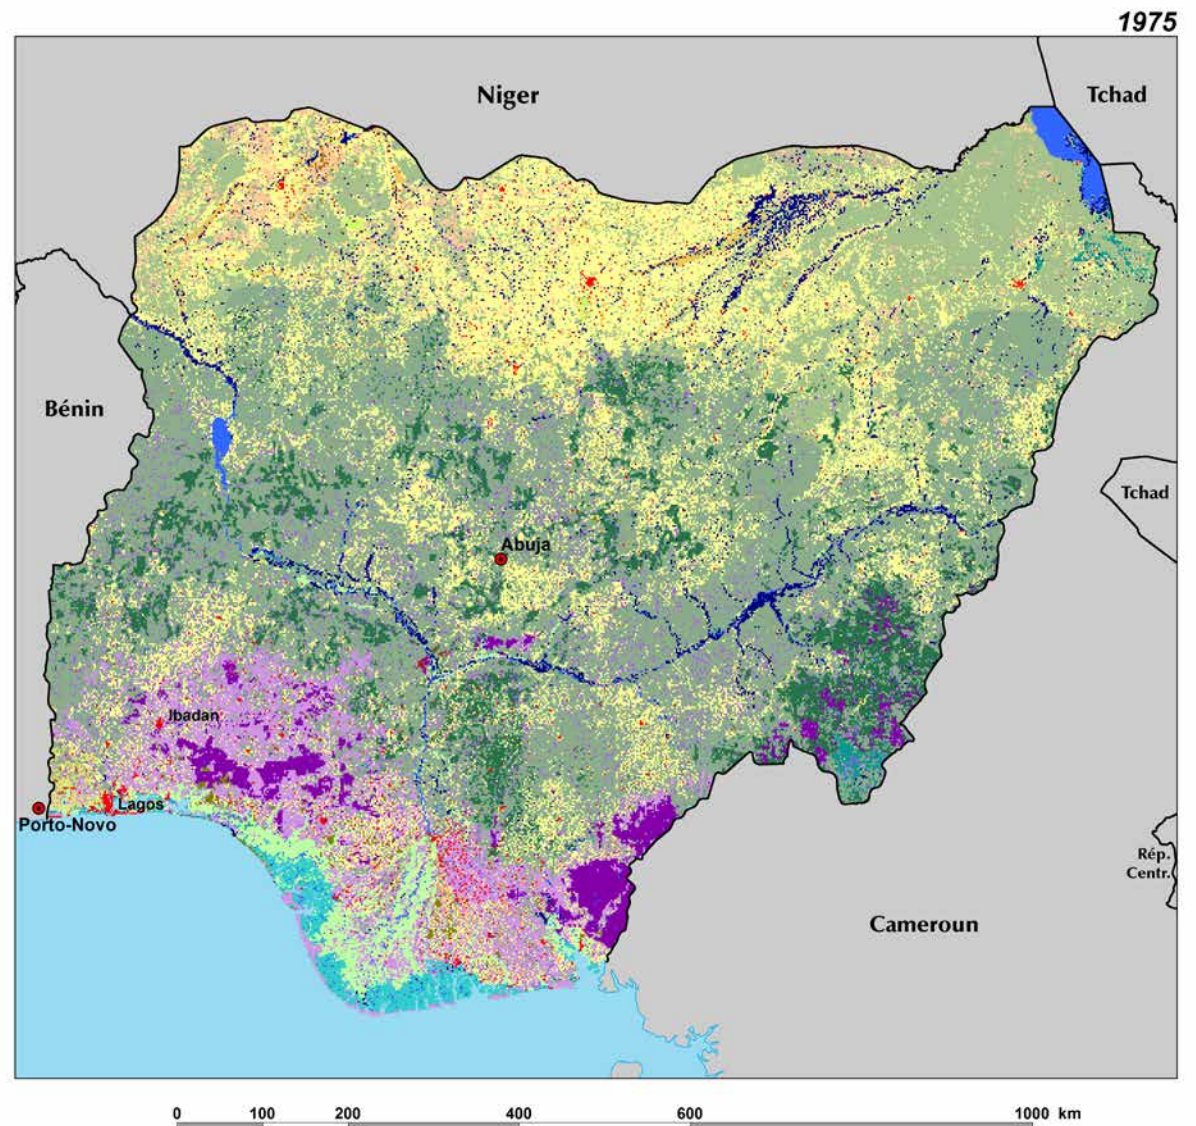 1975
Niger
Tchad
Bénin
Tchad
Abuja
Ibadan
Lagos
Porto-Novo
Rép.
Centr.
Cameroun
0 100 200 400 600 1000 km